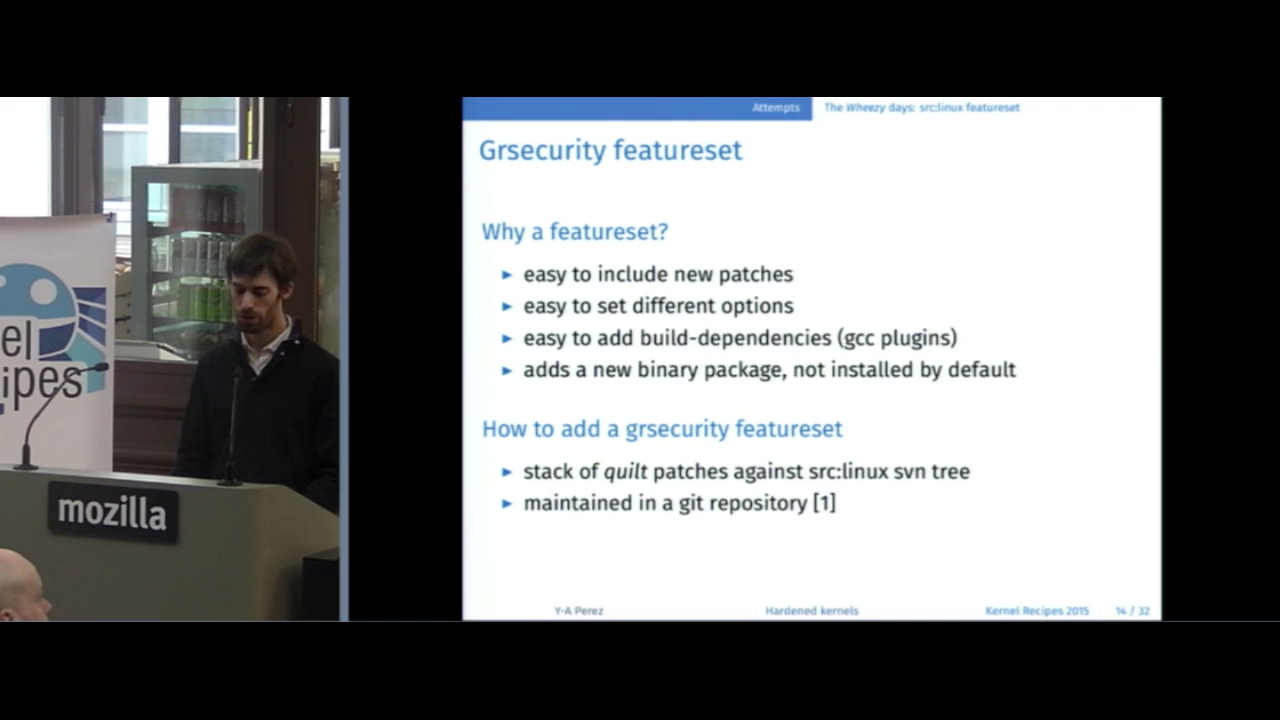 Attempts
The Wheezy days: src:linux featureset
Grsecurity featureset
Why a featureset?
► easy to include new patches
► easy to set different options
► easy to add build-dependencies (gcc plugins)
► adds a new binary package, not installed by default
How to add a grsecurity featureset
► stack of quilt patches against src:linux svn tree
► maintained in a git repository [1]
Y-A Perez
Hardened kernels
Kernel Recipes 2015
14 / 32
el
ipes
mozilla